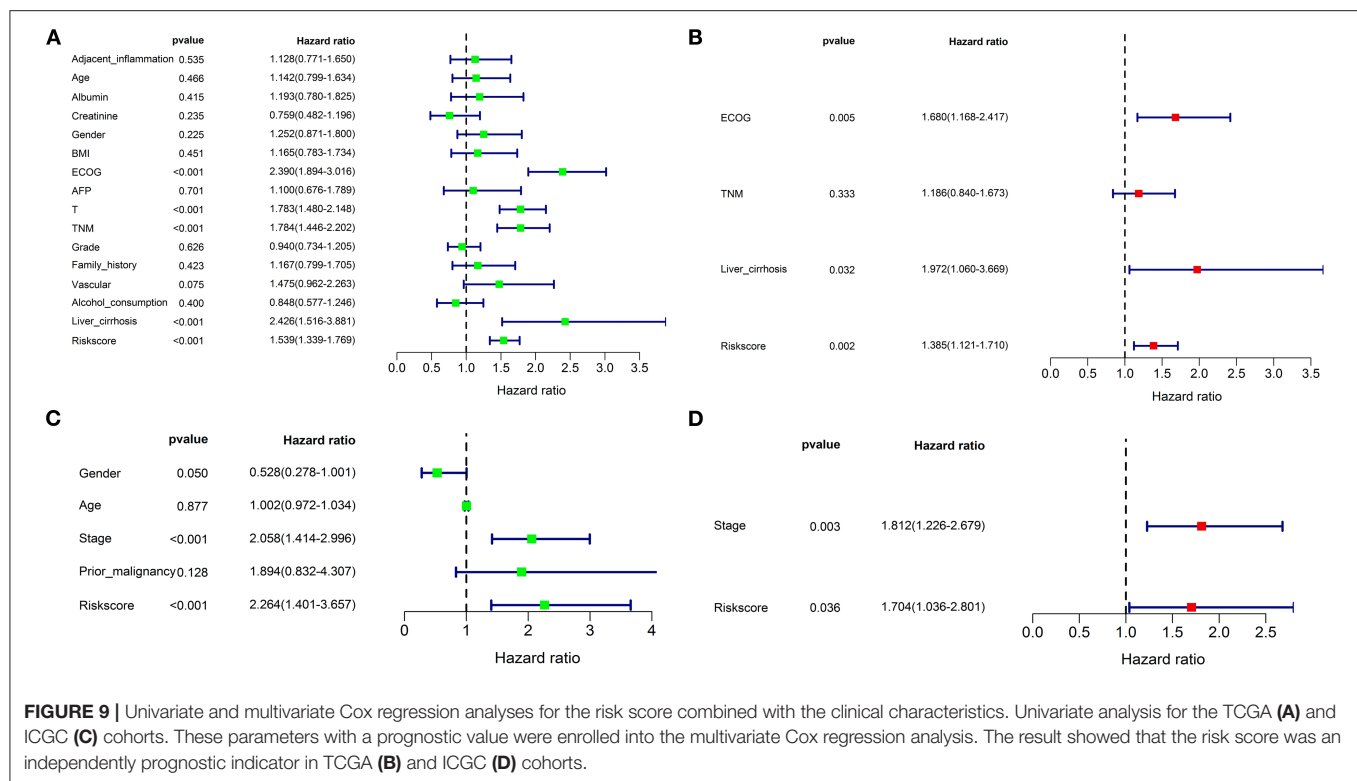 A
pvalue Hazard ratio
Adjacent_inflammation 0.535 1.128(0.771-1.650)
Age 0.466 1.142(0.799-1.634)
Albumin 0.415 1.193(0.780-1.825)
Creatinine 0.235 0.759(0.482-1.196)
Gender 0.225 1.252(0.871-1.800)
BMI 0.451 1.165(0.783-1.734)
ECOG <0.001 2.390(1.894-3.016)
AFP 0.701 1.100(0.676-1.789)
T <0.001 1.783(1.480-2.148)
TNM <0.001 1.784(1.446-2.202)
Grade 0.626 0.940(0.734-1.205)
Family_history 0.423 1.167(0.799-1.705)
Vascular 0.075 1.475(0.962-2.263)
Alcohol_consumption 0.400 0.848(0.577-1.246)
Liver_cirrhosis <0.001 2.426(1.516-3.881)
Riskscore <0.001 1.539(1.339-1.769)
0.0 0.5 1.0 1.5 2.0 2.5 3.0 3.5
Hazard ratio
B
pvalue Hazard ratio
ECOG 0.005 1.680(1.168-2.417)
TNM 0.333 1.186(0.840-1.673)
Liver_cirrhosis 0.032 1.972(1.060-3.669)
Riskscore 0.002 1.385(1.121-1.710)
0.0 0.5 1.0 1.5 2.0 2.5 3.0 3.5
Hazard ratio
C
pvalue Hazard ratio
Gender 0.050 0.528(0.278-1.001)
Age 0.877 1.002(0.972-1.034)
Stage <0.001 2.058(1.414-2.996)
Prior_malignancy 0.128 1.894(0.832-4.307)
Riskscore <0.001 2.264(1.401-3.657)
0 1 2 3 4
Hazard ratio
D
pvalue Hazard ratio
Stage 0.003 1.812(1.226-2.679)
Riskscore 0.036 1.704(1.036-2.801)
0.0 0.5 1.0 1.5 2.0 2.5
Hazard ratio
FIGURE 9 | Univariate and multivariate Cox regression analyses for the risk score combined with the clinical characteristics. Univariate analysis for the TCGA (A) and
ICGC (C) cohorts. These parameters with a prognostic value were enrolled into the multivariate Cox regression analysis. The result showed that the risk score was an
independently prognostic indicator in TCGA (B) and ICGC (D) cohorts.